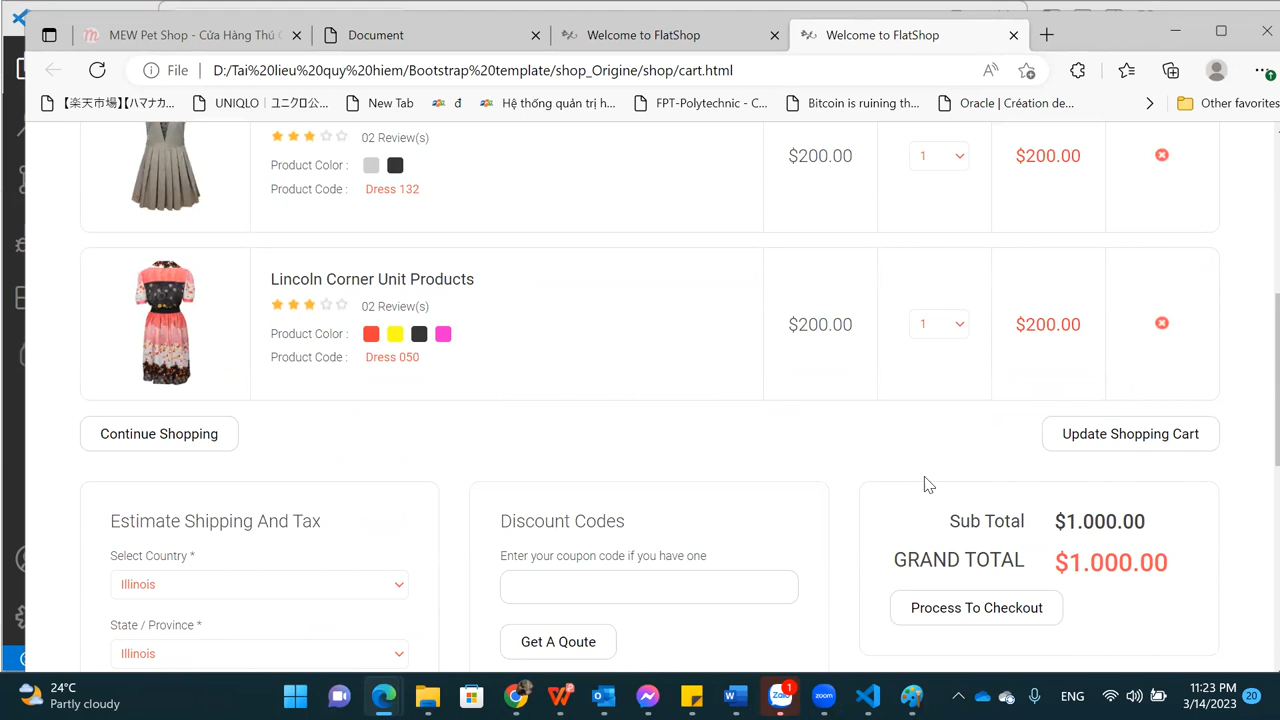 MEW Pet Shop - Cửa Hàng Thú C
Document
Welcome to FlatShop
Welcome to FlatShop
File
D:/Tai%20lieu%20quy%20hiem/Bootstrap%20template/shop_Origine/shop/cart.html
【楽天市場】【ハマナカ...
UNIQLO｜ユニクロ公...
New Tab
đ
Hệ thống quản trị h...
FPT-Polytechnic - C...
Bitcoin is ruining th...
Oracle | Création de...
Other favorites
02 Review(s)
Product Color :
Product Code : Dress 132
$200.00
1
$200.00
Lincoln Corner Unit Products
02 Review(s)
Product Color :
Product Code : Dress 050
$200.00
1
$200.00
Continue Shopping
Update Shopping Cart
Estimate Shipping And Tax
Select Country *
Illinois
State / Province *
Illinois
Discount Codes
Enter your coupon code if you have one
Get A Qoute
Sub Total $1.000.00
GRAND TOTAL $1.000.00
Process To Checkout
24°C
Partly cloudy
Zalo
1
zoom
ENG
11:23 PM
3/14/2023
20